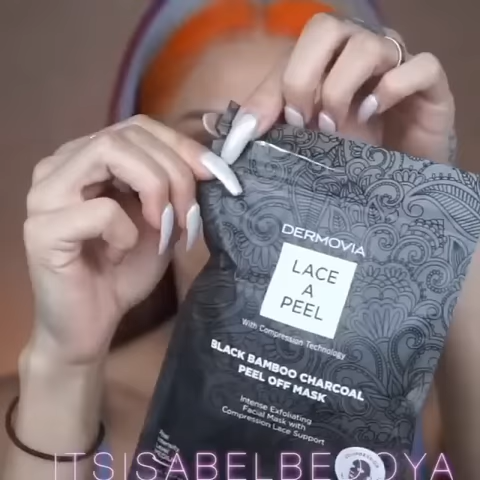 DERMOVIA
LACE
A
PEEL
With Compression Technology
BLACK BAMBOO CHARCOAL
PEEL OFF MASK
Intense Exfoliating
Facial Mask with
Compression Lace Support